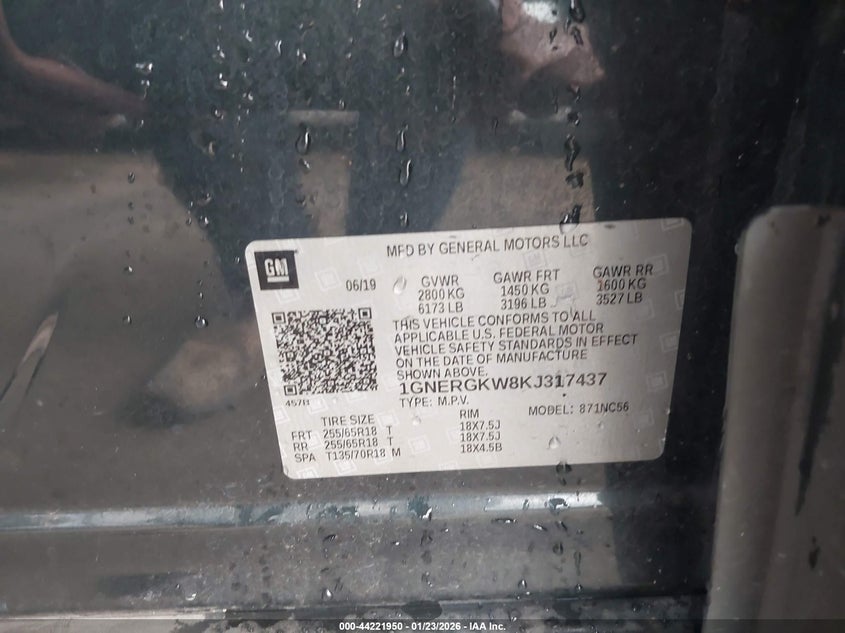 MFD BY GENERAL MOTORS LLC
GM
06/19
GVWR GAWR FRT GAWR RR
2800 KG 1450 KG 1600 KG
6173 LB 3196 LB 3527 LB
THIS VEHICLE CONFORMS TO ALL
APPLICABLE U.S. FEDERAL MOTOR
VEHICLE SAFETY STANDARDS IN EFFECT
ON THE DATE OF MANUFACTURE
SHOWN ABOVE.
1GNERGKW8KJ317437
457B
TYPE: M.P.V. MODEL: 871NC56
TIRE SIZE RIM
FRT 255/65R18 T 18X7.5J
RR 255/65R18 T 18X7.5J
SPA T135/70R18 M 18X4.5B
000-44221950 - 01/23/2026 - IAA Inc.